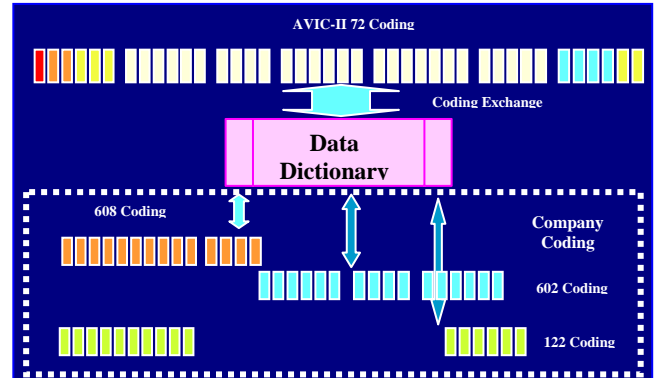 AVIC-II 72 Coding
Coding Exchange
Data
Dictionary
608 Coding
Company
Coding
602 Coding
122 Coding